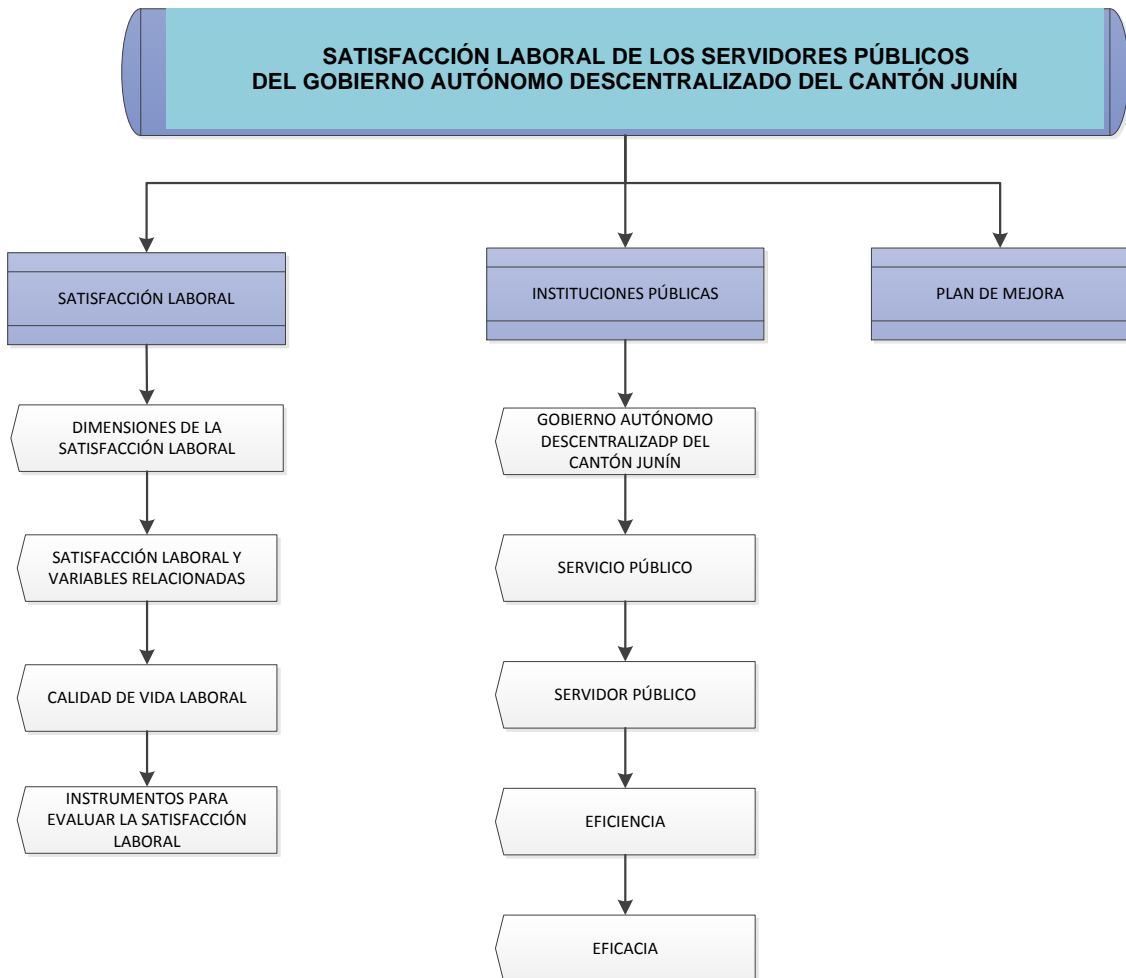 SATISFACCIÓN LABORAL DE LOS SERVIDORES PÚBLICOS
DEL GOBIERNO AUTÓNOMO DESCENTRALIZADO DEL CANTÓN JUNÍN
SATISFACCIÓN LABORAL
DIMENSIONES DE LA
SATISFACCIÓN LABORAL
SATISFACCIÓN LABORAL Y
VARIABLES RELACIONADAS
CALIDAD DE VIDA LABORAL
INSTRUMENTOS PARA
EVALUAR LA SATISFACCIÓN
LABORAL
INSTITUCIONES PÚBLICAS
GOBIERNO AUTÓNOMO
DESCENTRALIZADP DEL
CANTÓN JUNÍN
SERVICIO PÚBLICO
SERVIDOR PÚBLICO
EFICIENCIA
EFICACIA
PLAN DE MEJORA